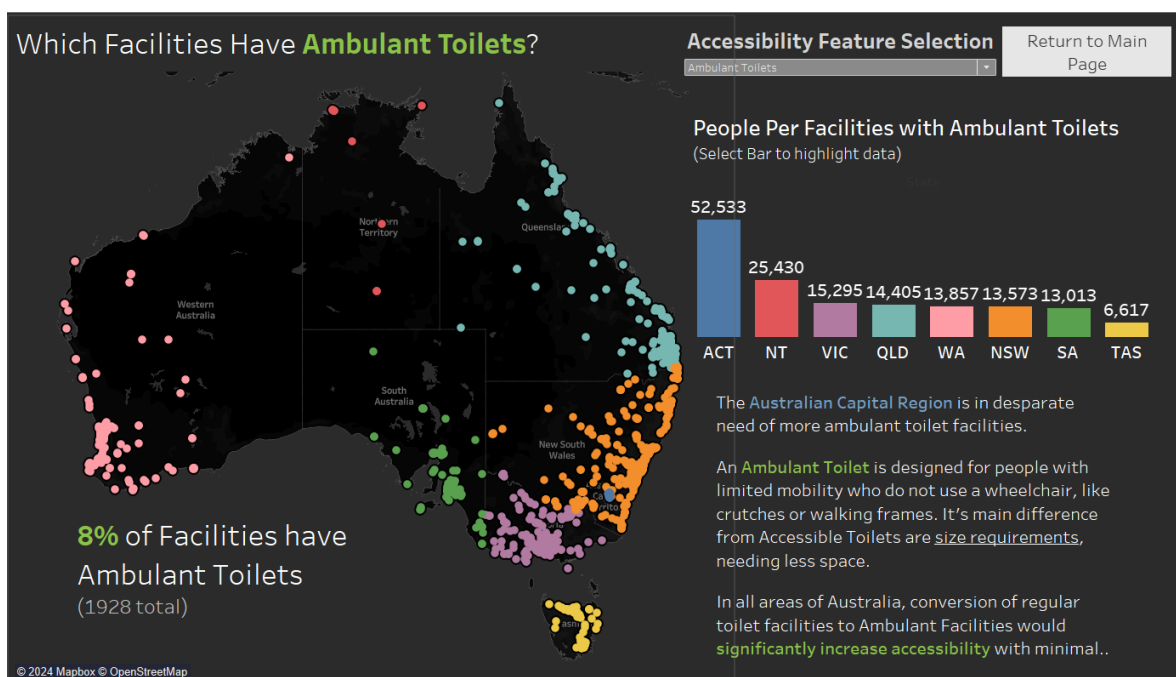 Which Facilities Have Ambulant Toilets?
Accessibility Feature Selection
Ambulant Toilets
Return to Main
Page
People Per Facilities with Ambulant Toilets
(Select Bar to highlight data)
52,533
25,430
15,295
14,405
13,857
13,573
13,013
6,617
ACT
NT
VIC
QLD
WA
NSW
SA
TAS
Northern
Territory
Western
Australia
South
Australia
New South
Wales
The Australian Capital Region is in desparate
need of more ambulant toilet facilities.
An Ambulant Toilet is designed for people with
limited mobility who do not use a wheelchair, like
crutches or walking frames. It's main difference
from Accessible Toilets are size requirements,
needing less space.
In all areas of Australia, conversion of regular
toilet facilities to Ambulant Facilities would
significantly increase accessibility with minimal..
8% of Facilities have
Ambulant Toilets
(1928 total)
© 2024 Mapbox © OpenStreetMap